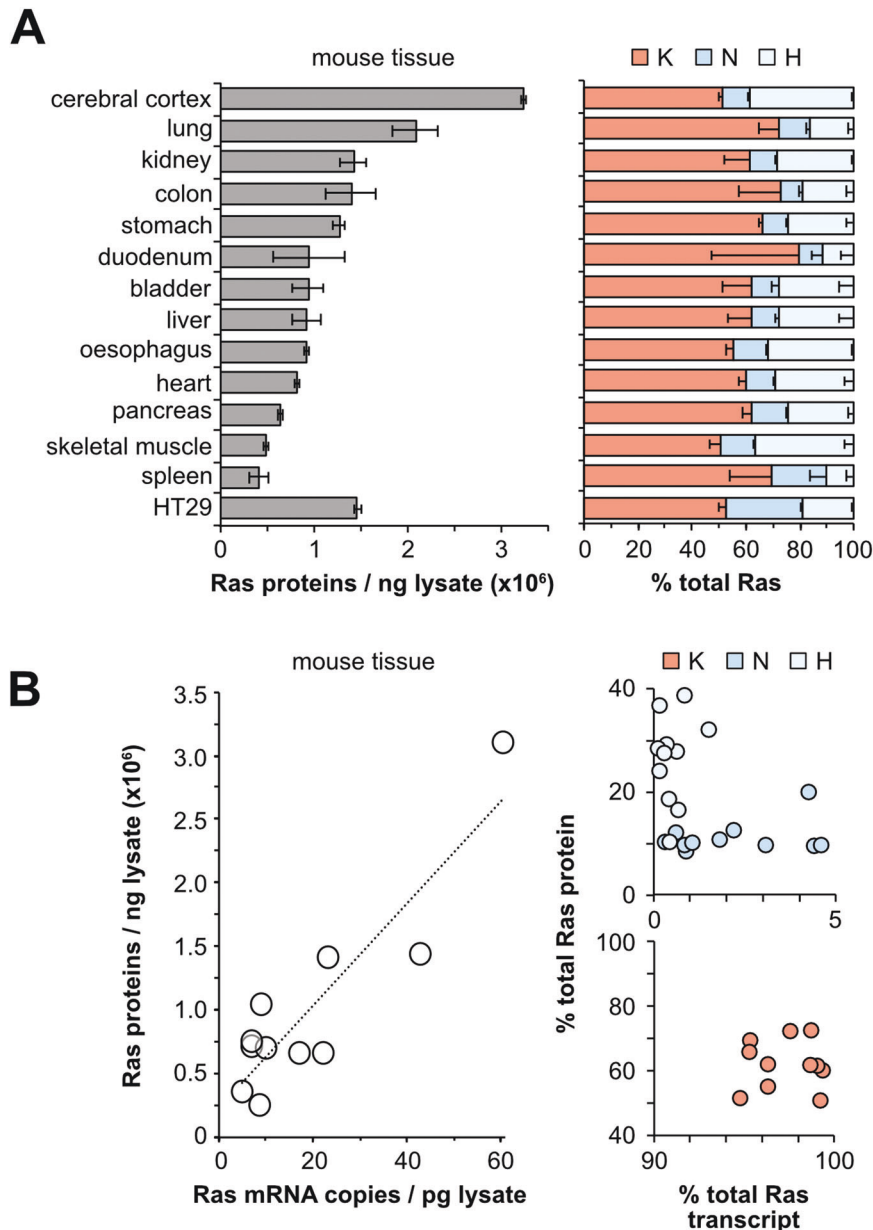 A
mouse tissue
K N H
cerebral cortex
lung
kidney
colon
stomach
duodenum
bladder
liver
oesophagus
heart
pancreas
skeletal muscle
spleen
HT29
0 1 2 3
Ras proteins / ng lysate (x10⁶)
0 20 40 60 80 100
% total Ras
B
mouse tissue
3.5
3.0
2.5
2.0
1.5
1.0
0.5
0
Ras proteins / ng lysate (x10⁶)
0 20 40 60
Ras mRNA copies / pg lysate
K N H
40
20
0
0 5
% total Ras protein
100
80
60
40
90 100
% total Ras
transcript